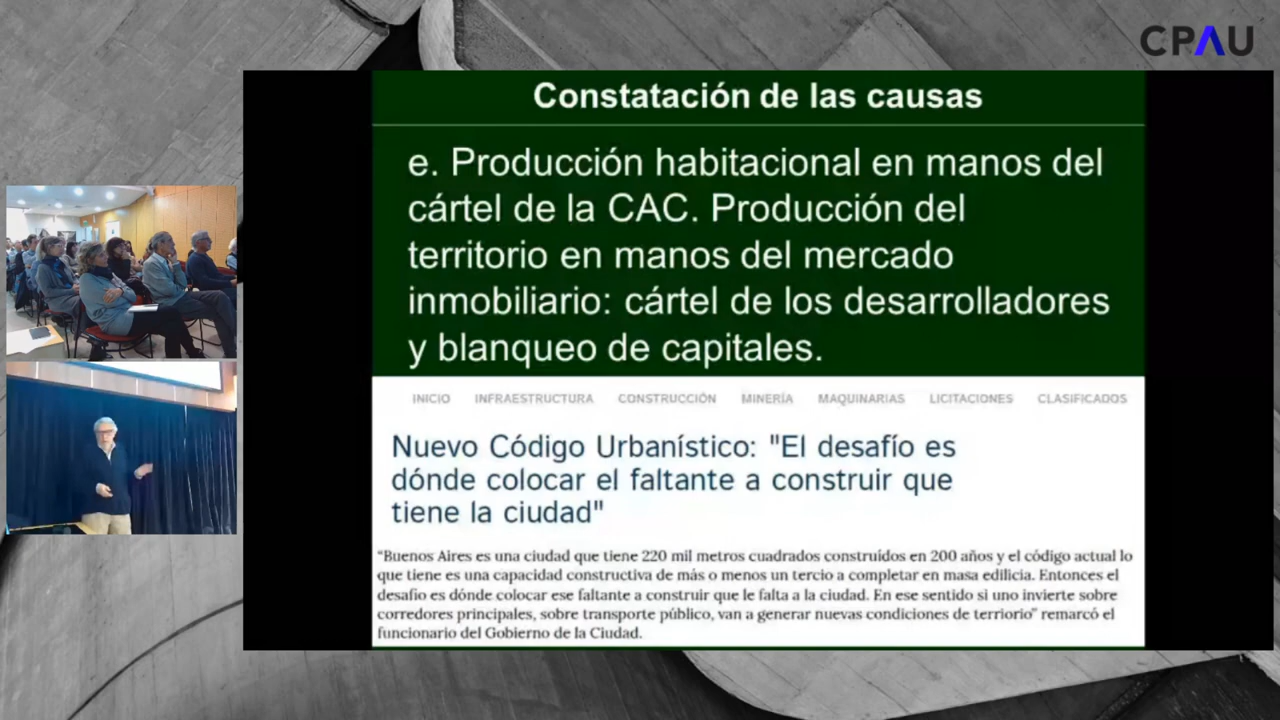 CPAU
Constatación de las causas
e. Producción habitacional en manos del
cártel de la CAC. Producción del
territorio en manos del mercado
inmobiliario: cártel de los desarrolladores
y blanqueo de capitales.
INICIO INFRAESTRUCTURA CONSTRUCCIÓN MINERÍA MAQUINARIAS LICITACIONES CLASIFICADOS
Nuevo Código Urbanístico: "El desafío es
dónde colocar el faltante a construir que
tiene la ciudad"
"Buenos Aires es una ciudad que tiene 220 mil metros cuadrados construídos en 200 años y el código actual lo
que tiene es una capacidad constructiva de más o menos un tercio a completar en masa edilicia. Entonces el
desafío es dónde colocar ese faltante a construir que le falta a la ciudad. En ese sentido si uno invierte sobre
corredores principales, sobre transporte público, van a generar nuevas condiciones de terriorio" remarcó el
funcionario del Gobierno de la Ciudad.